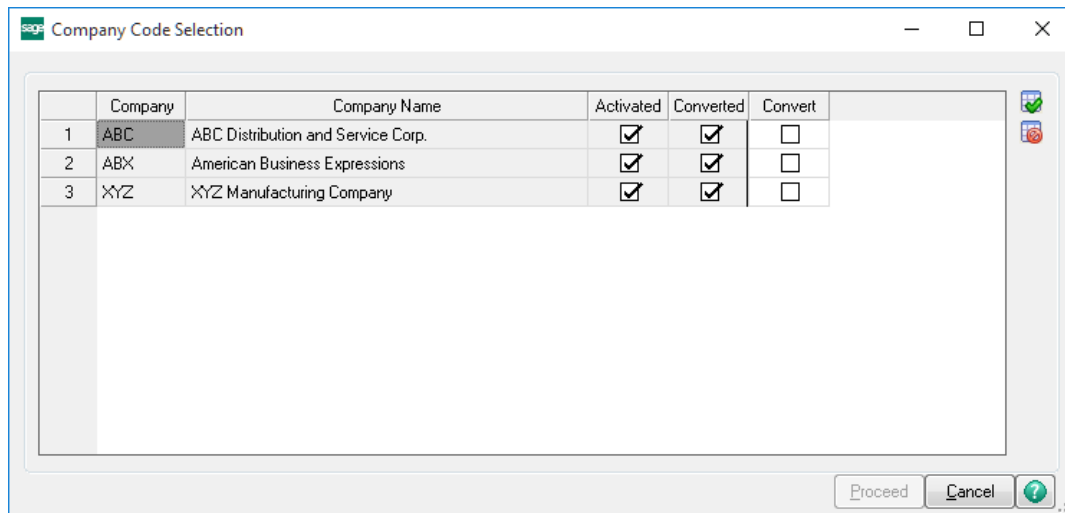 sage Company Code Selection
Company Company Name Activated Converted Convert
1 ABC ABC Distribution and Service Corp.
2 ABX American Business Expressions
3 XYZ XYZ Manufacturing Company
Proceed Cancel ?